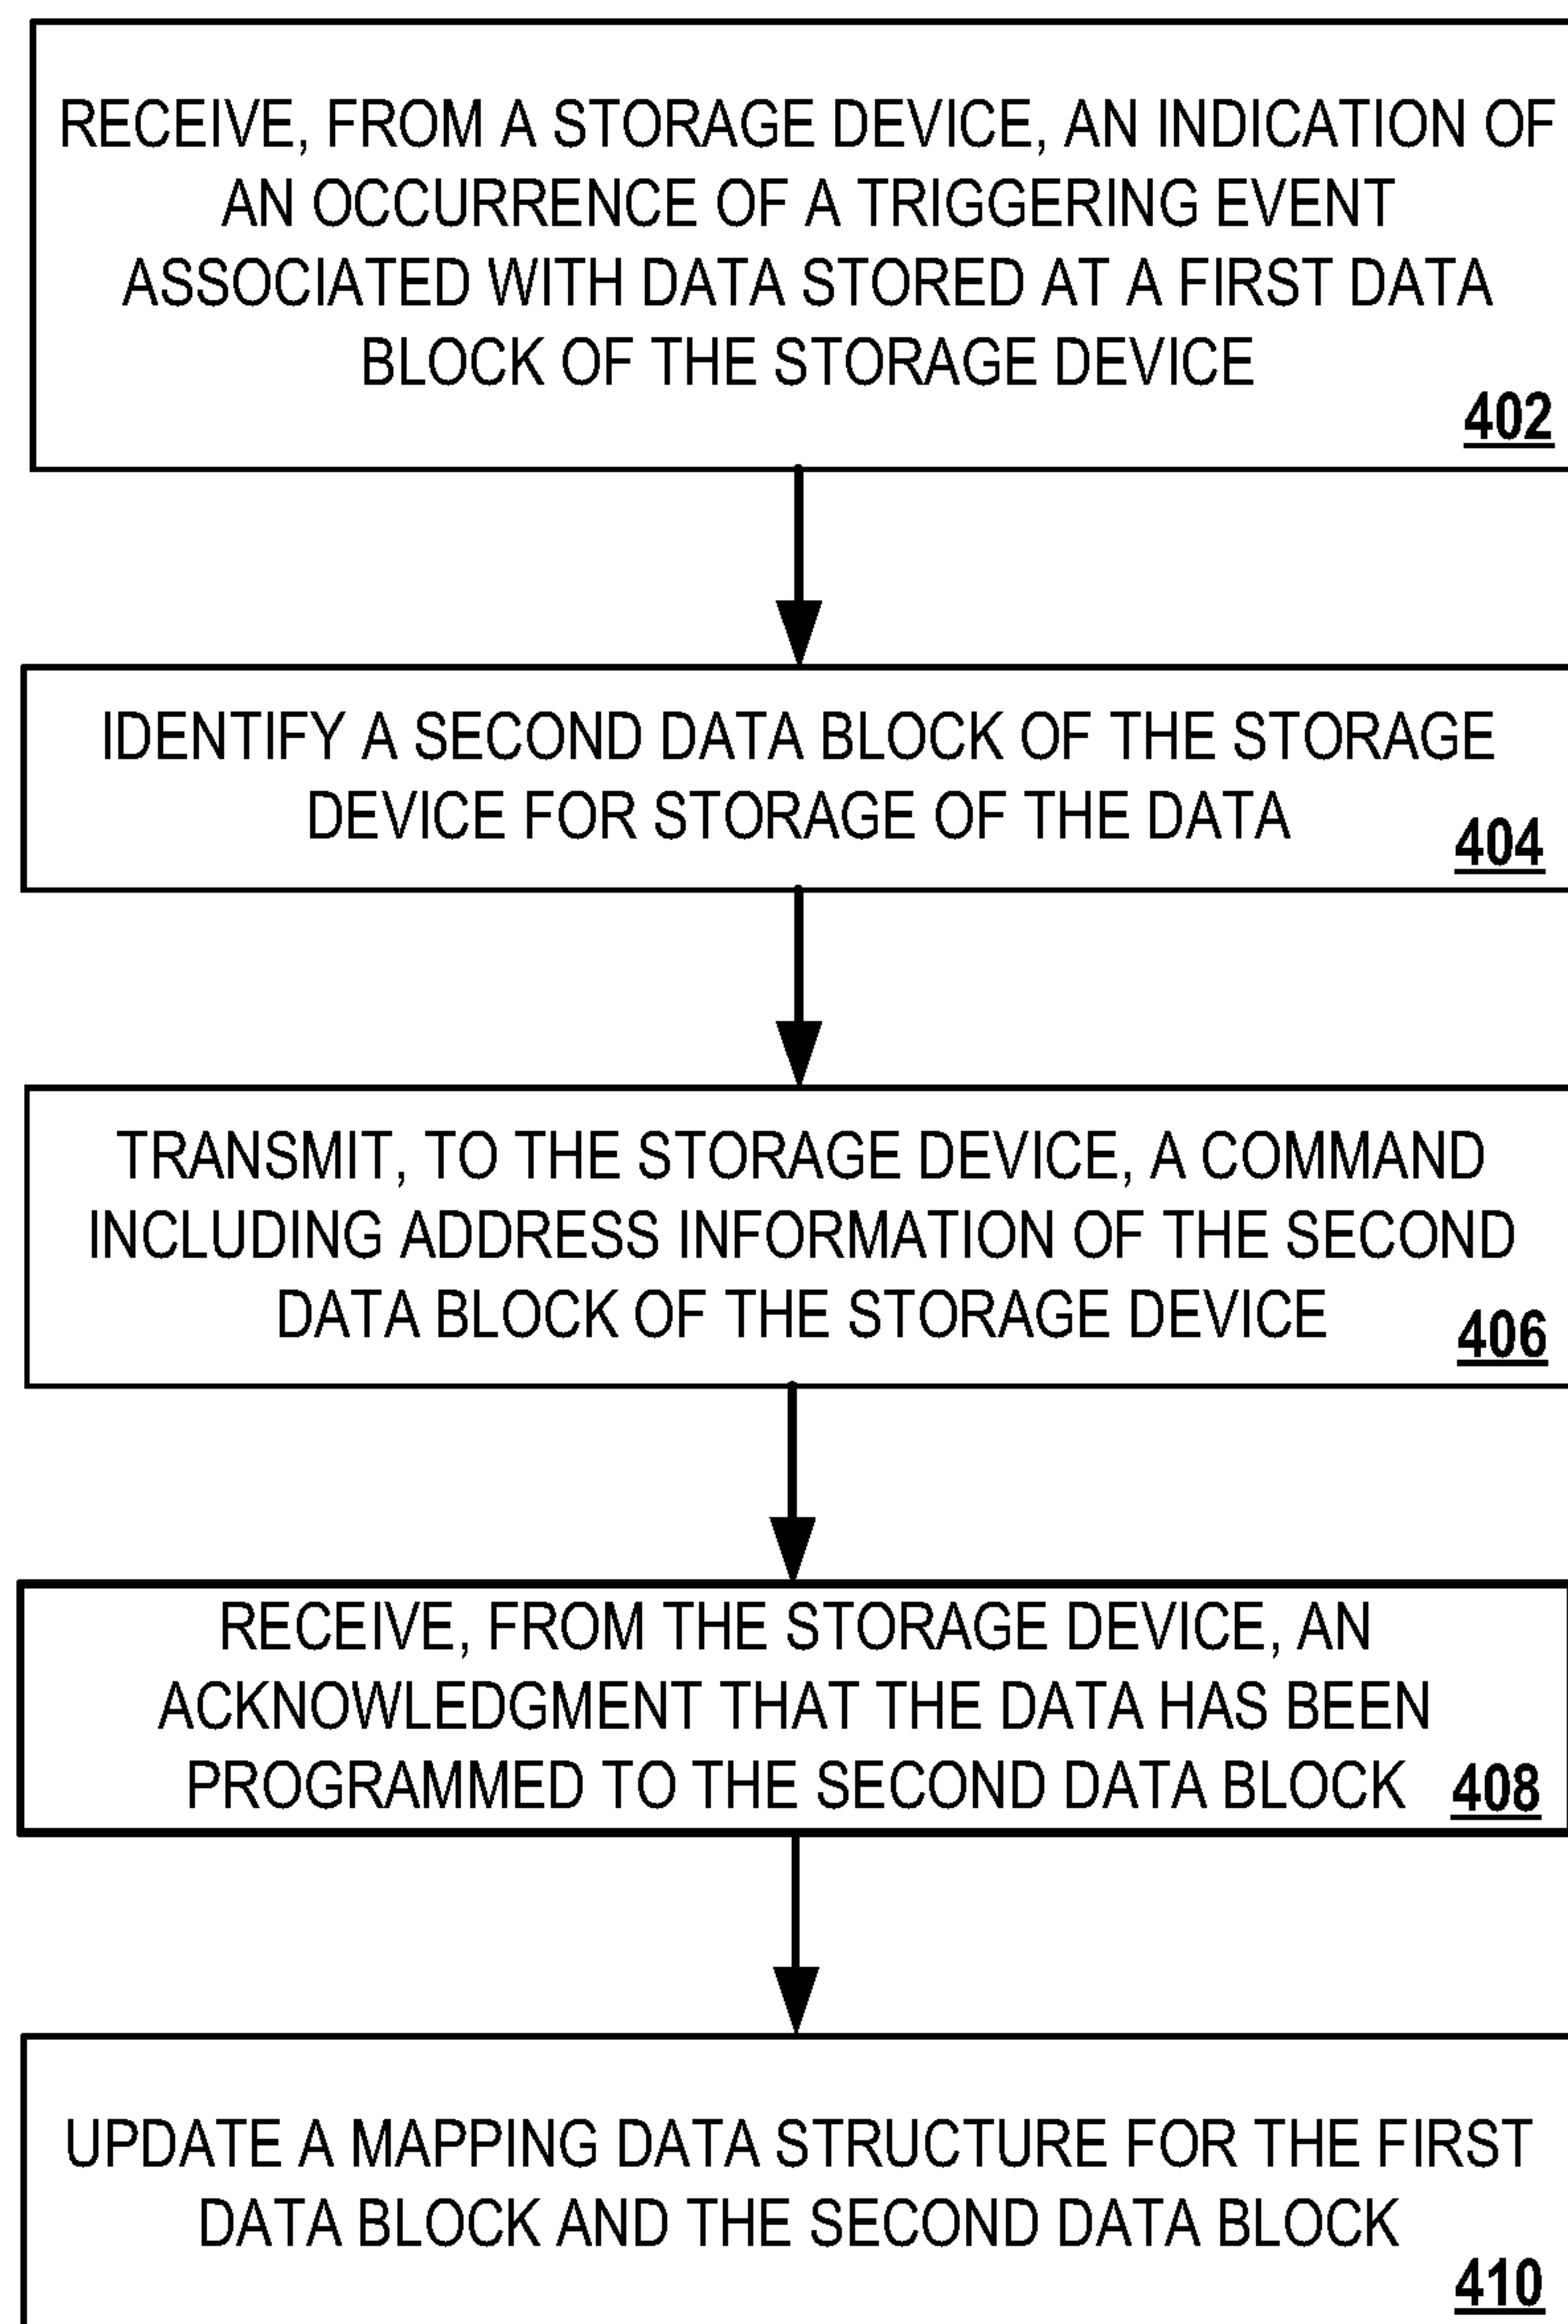 RECEIVE, FROM A STORAGE DEVICE, AN INDICATION OF
AN OCCURRENCE OF A TRIGGERING EVENT
ASSOCIATED WITH DATA STORED AT A FIRST DATA
BLOCK OF THE STORAGE DEVICE
402
IDENTIFY A SECOND DATA BLOCK OF THE STORAGE
DEVICE FOR STORAGE OF THE DATA
404
TRANSMIT, TO THE STORAGE DEVICE, A COMMAND
INCLUDING ADDRESS INFORMATION OF THE SECOND
DATA BLOCK OF THE STORAGE DEVICE
406
RECEIVE, FROM THE STORAGE DEVICE, AN
ACKNOWLEDGMENT THAT THE DATA HAS BEEN
PROGRAMMED TO THE SECOND DATA BLOCK 408
UPDATE A MAPPING DATA STRUCTURE FOR THE FIRST
DATA BLOCK AND THE SECOND DATA BLOCK
410